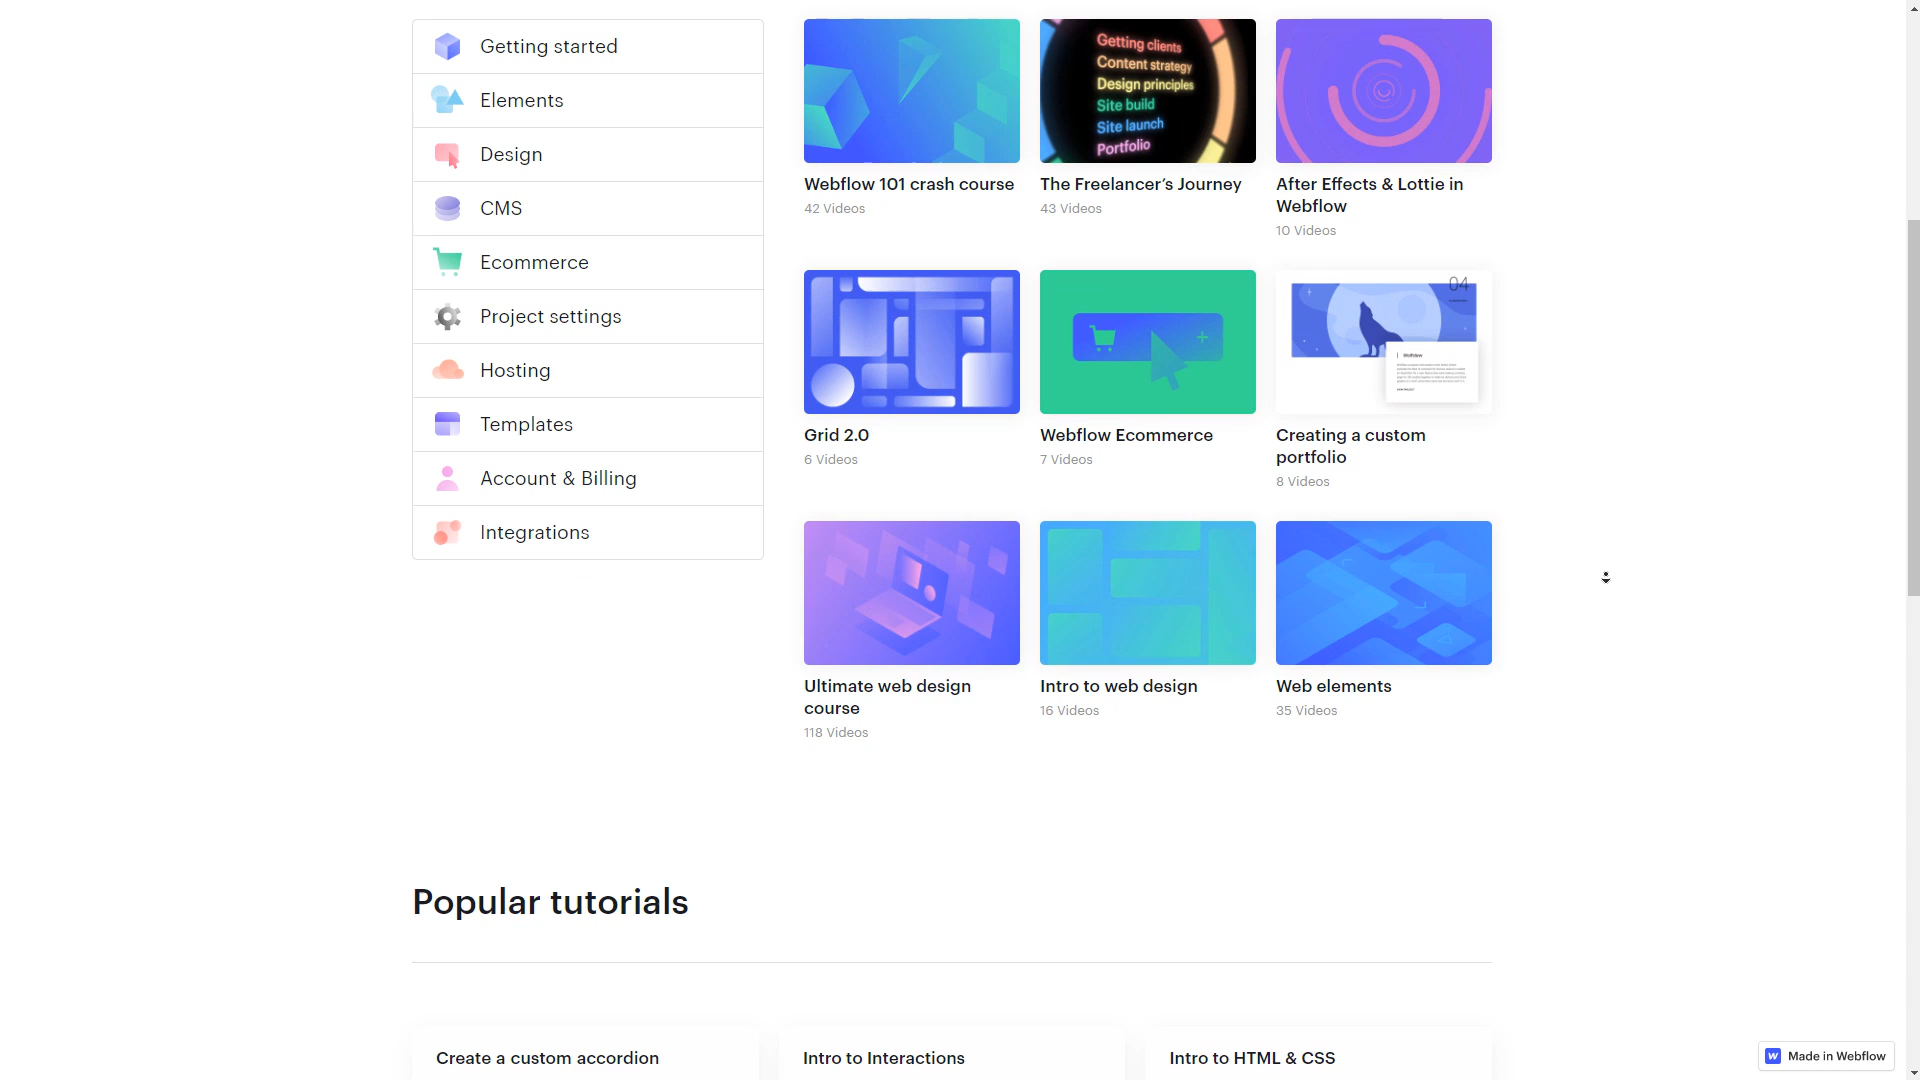 Getting started
Elements
Design
CMS
Ecommerce
Project settings
Hosting
Templates
Account & Billing
Integrations
Getting clients
Content strategy
Design principles
Site build
Site launch
Portfolio
Webflow 101 crash course
42 Videos
The Freelancer’s Journey
43 Videos
After Effects & Lottie in
Webflow
10 Videos
04
Grid 2.0
6 Videos
Webflow Ecommerce
7 Videos
Creating a custom
portfolio
8 Videos
Ultimate web design
course
118 Videos
Intro to web design
16 Videos
Web elements
35 Videos
Popular tutorials
Create a custom accordion
Intro to Interactions
Intro to HTML & CSS
Made in Webflow